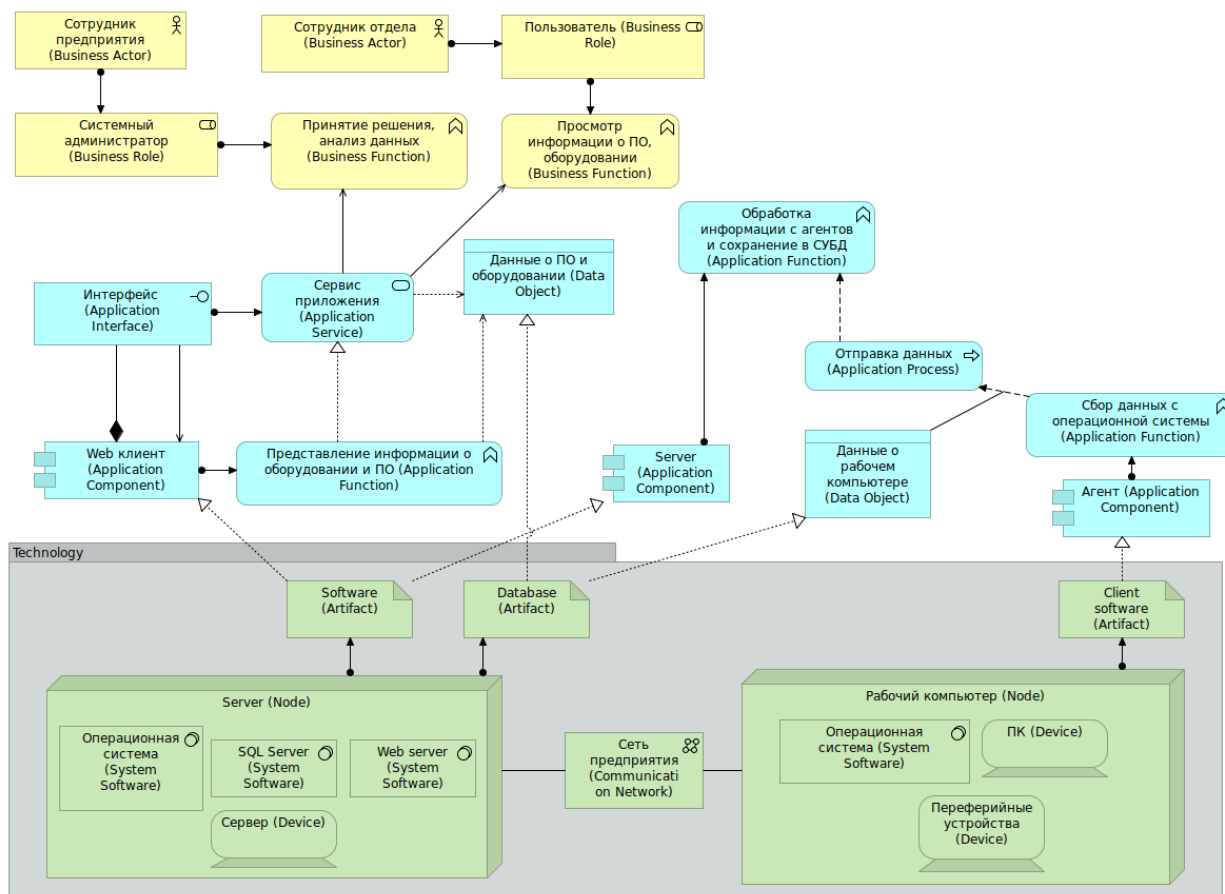 Сотрудник
предприятия
(Business Actor)
Сотрудник отдела
(Business Actor)
Пользователь (Business
Role)
Системный
администратор
(Business Role)
Принятие решения,
анализ данных
(Business Function)
Просмотр
информации о ПО,
оборудовании
(Business Function)
Обработка
информации с агентов
и сохранение в СУБД
(Application Function)
Данные о ПО и
оборудовании (Data
Object)
Интерфейс
(Application
Interface)
Сервис
приложения
(Application
Service)
Отправка данных
(Application Process)
Сбор данных с
операционной системы
(Application Function)
Web клиент
(Application
Component)
Представление информации о
оборудовании и ПО (Application
Function)
Server
(Application
Component)
Данные о
рабочем
компьютере
(Data Object)
Агент (Application
Component)
Technology
Software
(Artifact)
Database
(Artifact)
Client
software
(Artifact)
Server (Node)
Операционная
система
(System
Software)
SQL Server
(System
Software)
Web server
(System
Software)
Сервер (Device)
Сеть
предприятия
(Communicati
on Network)
Рабочий компьютер (Node)
Операционная
система (System
Software)
ПК (Device)
Переферийные
устройства
(Device)